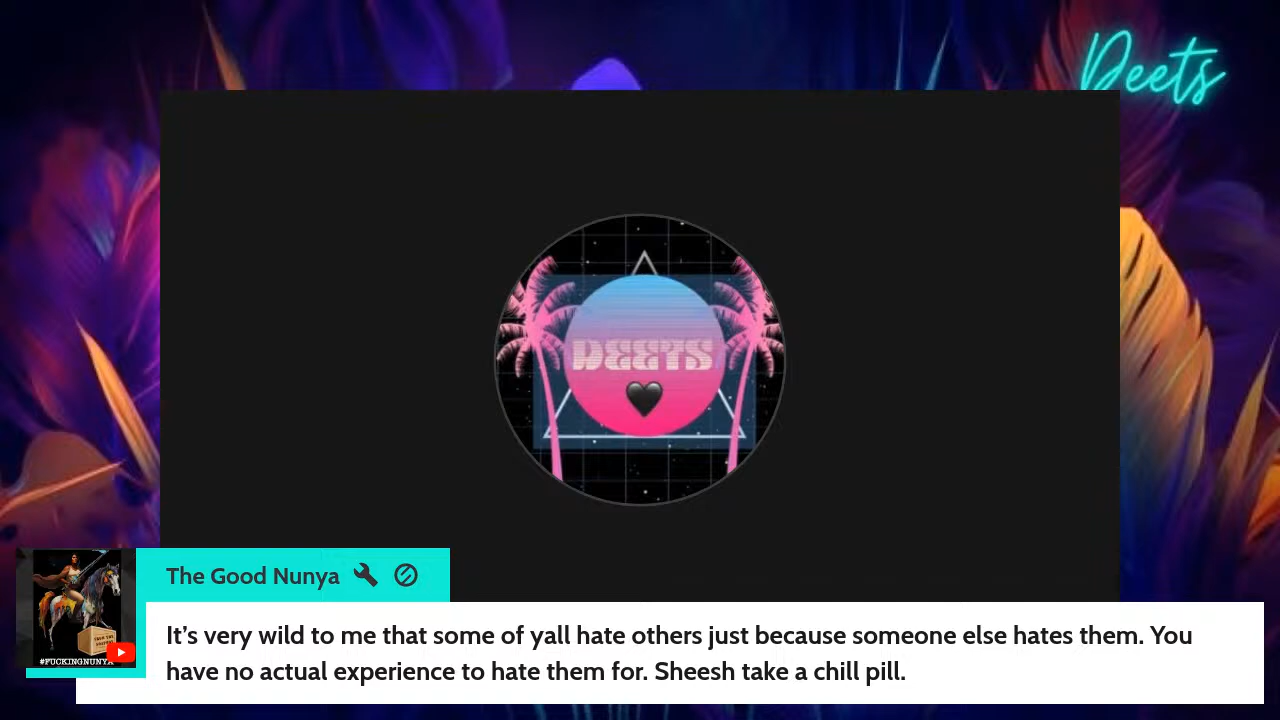 Deets
DEETS
The Good Nunya
#FUCKINGNUNYA
It's very wild to me that some of yall hate others just because someone else hates them. You
have no actual experience to hate them for. Sheesh take a chill pill.